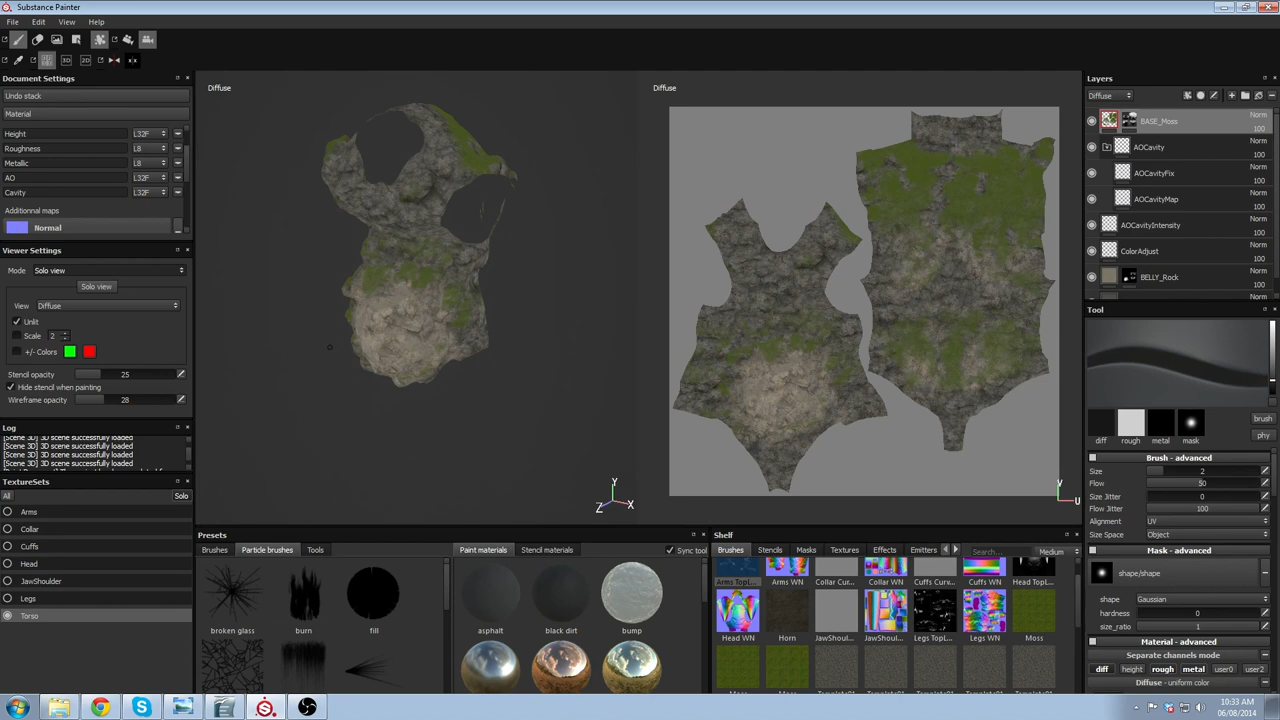 Substance Painter
File Edit View Help
Document Settings
Undo stack
Material
Height L32F
Roughness L8
Metallic L8
AO L32F
Cavity L32F
Additionnal maps
Normal
Viewer Settings
Mode Solo view
Solo view
View Diffuse
Unlit
Scale 2
+/- Colors
Stencil opacity 25
Hide stencil when painting
Wireframe opacity 28
Log
[Scene 3D] 3D scene successfully loaded
[Scene 3D] 3D scene successfully loaded
[Scene 3D] 3D scene successfully loaded
[Scene 3D] 3D scene successfully loaded
TextureSets
All Solo
Arms
Collar
Cuffs
Head
JawShoulder
Legs
Torso
3D 2D
Diffuse
Y
Z X
Diffuse
V
U
Presets
Brushes Particle brushes Tools
broken glass burn fill
Paint materials Stencil materials Sync tool
asphalt black dirt bump
Shelf
Brushes Stencils Masks Textures Effects Emitters Search... Medium
Arms TopL... Arms WN Collar Cur... Collar WN Cuffs Curv... Cuffs WN Head TopL...
Head WN Horn JawShoul... JawShoul... Legs TopL... Legs WN Moss
Layers
Diffuse
BASE_Moss Norm 100
AOCavity Norm 100
AOCavityFix Norm 100
AOCavityMap Norm 100
AOCavityIntensity Norm 100
ColorAdjust Norm 100
BELLY_Rock Norm 100
Tool
diff rough metal mask
brush
phy
Brush - advanced
Size 2
Flow 50
Size Jitter 0
Flow Jitter 100
Alignment UV
Size Space Object
Mask - advanced
shape/shape
shape Gaussian
hardness 0
size_ratio 1
Material - advanced
Separate channels mode
diff height rough metal user0 user2
Diffuse - uniform color
10:33 AM
06/08/2014